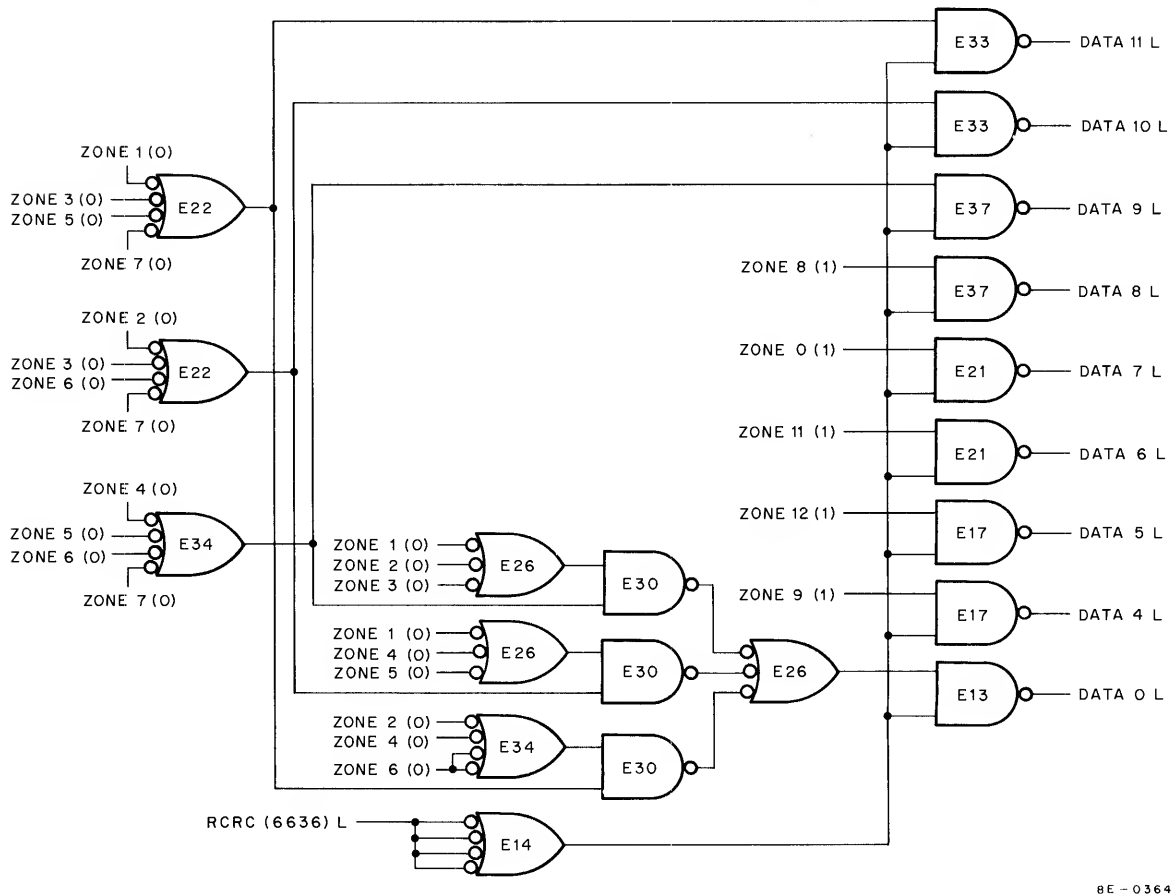 E33
DATA 11 L
E33
DATA 10 L
ZONE 1 (0)
ZONE 3 (0)
ZONE 5 (0)
ZONE 7 (0)
E22
E37
DATA 9 L
ZONE 8 (1)
E37
DATA 8 L
ZONE 2 (0)
ZONE 3 (0)
ZONE 6 (0)
ZONE 7 (0)
E22
ZONE 0 (1)
E21
DATA 7 L
ZONE 11 (1)
E21
DATA 6 L
ZONE 4 (0)
ZONE 5 (0)
ZONE 6 (0)
ZONE 7 (0)
E34
ZONE 12 (1)
E17
DATA 5 L
ZONE 1 (0)
ZONE 2 (0)
ZONE 3 (0)
E26
E30
ZONE 9 (1)
E17
DATA 4 L
ZONE 1 (0)
ZONE 4 (0)
ZONE 5 (0)
E26
E30
E26
E13
DATA 0 L
ZONE 2 (0)
ZONE 4 (0)
ZONE 6 (0)
E34
E30
RCRC (6636) L
E14
8E-0364